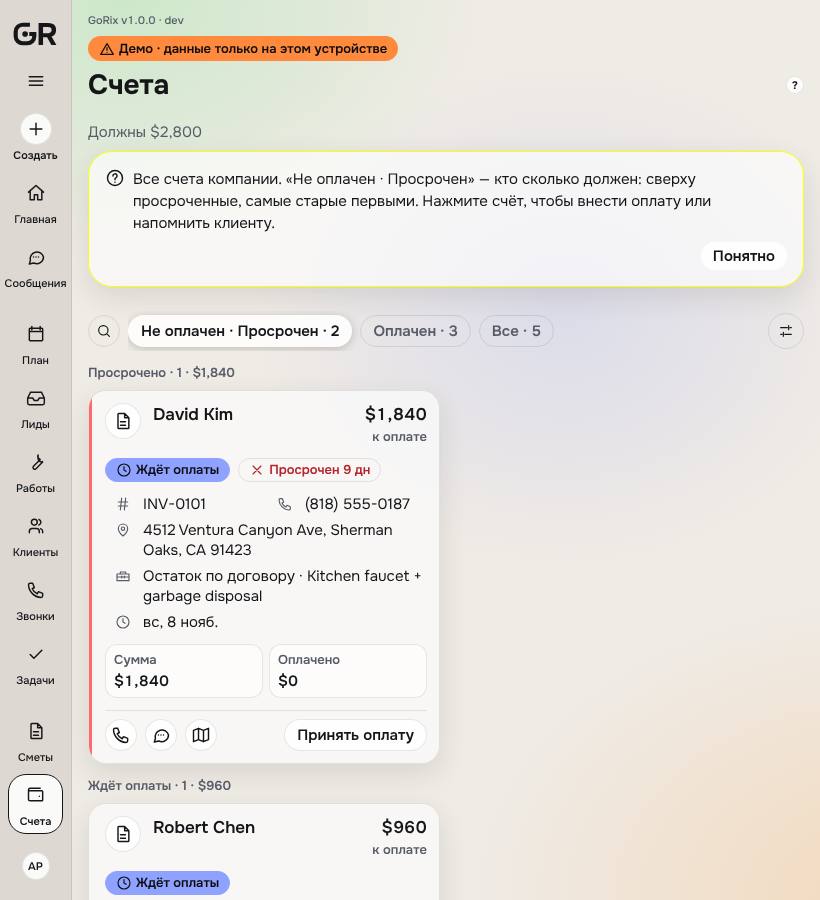 GR
GoRix v1.0.0 · dev
Демо · данные только на этом устройстве
Счета
?
Должны $2,800
Все счета компании. «Не оплачен · Просрочен» — кто сколько должен: сверху
просроченные, самые старые первыми. Нажмите счёт, чтобы внести оплату или
напомнить клиенту.
Понятно
Создать
Главная
Сообщения
План
Лиды
Работы
Клиенты
Звонки
Задачи
Сметы
Счета
AP
Не оплачен · Просрочен · 2
Оплачен · 3
Все · 5
Просрочено · 1 · $1,840
David Kim
$1,840
к оплате
Ждёт оплаты
Просрочен 9 дн
INV-0101
(818) 555-0187
4512 Ventura Canyon Ave, Sherman
Oaks, CA 91423
Остаток по договору · Kitchen faucet +
garbage disposal
вс, 8 нояб.
Сумма
$1,840
Оплачено
$0
Принять оплату
Ждёт оплаты · 1 · $960
Robert Chen
$960
к оплате
Ждёт оплаты